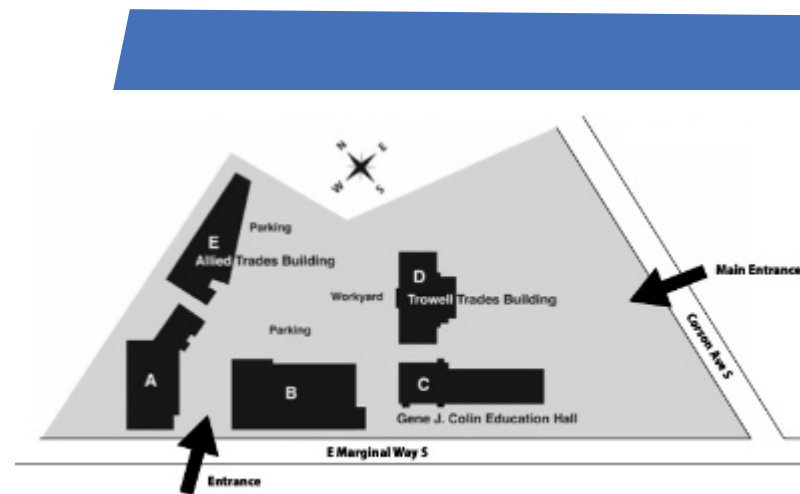 N E
W S
E
Parking
Allied Trades Building
D
Main Entrance
Workyard
Trowell Trades Building
Parking
Corson Ave S
A
B
C
Gene J. Colin Education Hall
E Marginal Way S
Entrance